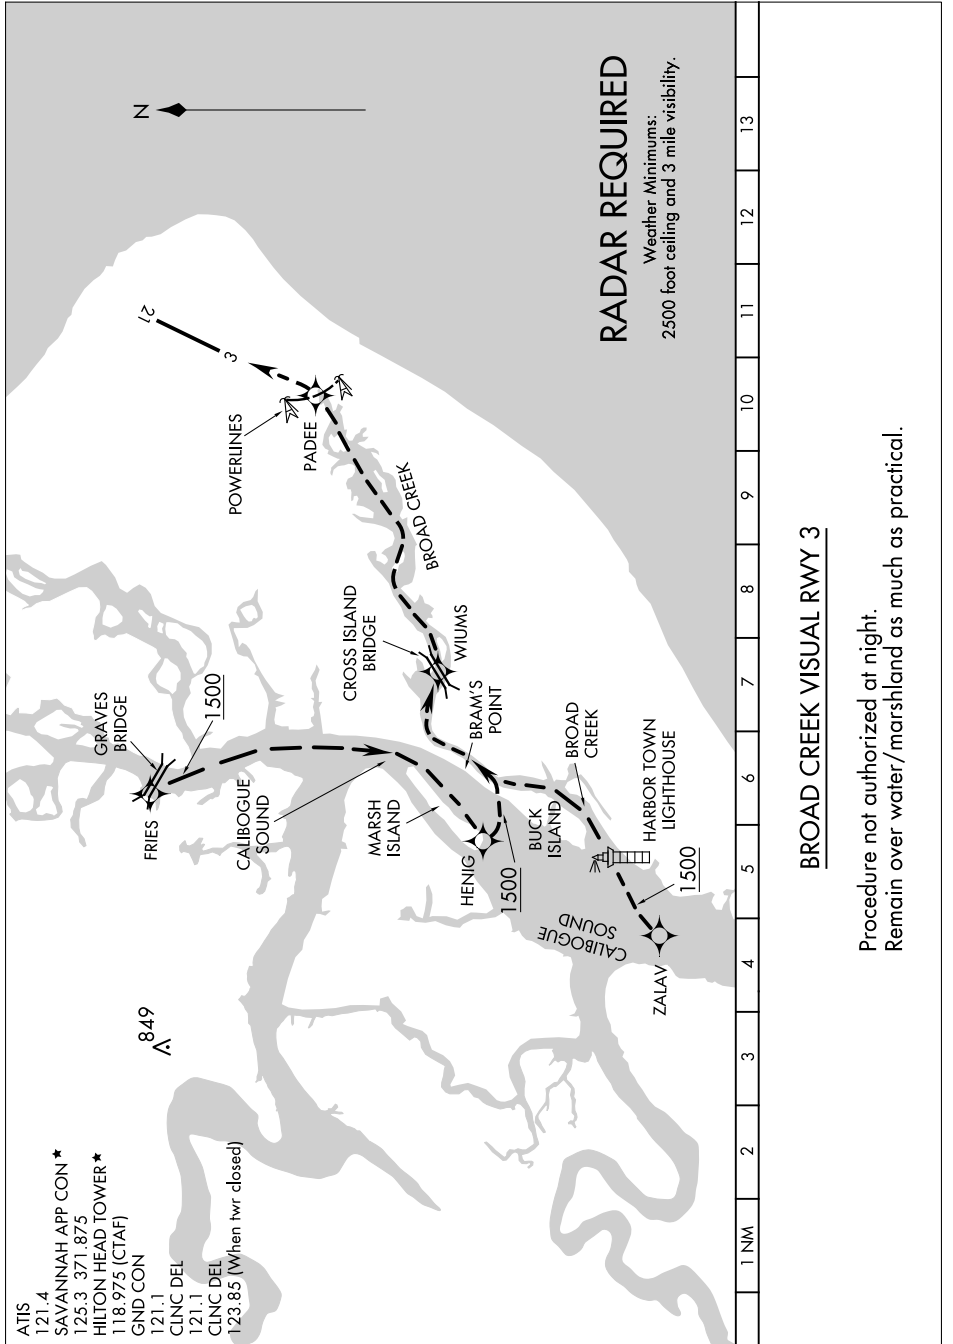 ATIS
121.4
SAVANNAH APP CON ★
125.3 371.875
HILTON HEAD TOWER ★
118.975 (CTAF)
GND CON
121.1
CLNC DEL
121.1
CLNC DEL
123.85 (When twr closed)
849
N
21
3
POWERLINES
PADEE
BROAD CREEK
CROSS ISLAND
BRIDGE
WIUMS
GRAVES
BRIDGE
1500
FRIES
CALIBOGUE
SOUND
MARSH
ISLAND
HENIG
1500
BRAM'S
POINT
BUCK
ISLAND
BROAD
CREEK
HARBOR TOWN
LIGHTHOUSE
1500
CALIBOGUE
SOUND
ZALAV
RADAR REQUIRED
Weather Minimums:
2500 foot ceiling and 3 mile visibility.
1 NM 2 3 4 5 6 7 8 9 10 11 12 13
BROAD CREEK VISUAL RWY 3
Procedure not authorized at night.
Remain over water/marshland as much as practical.